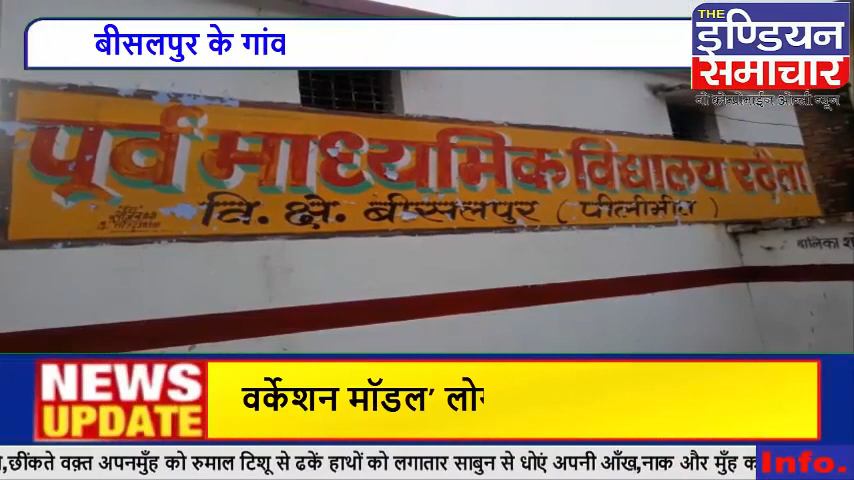 बीसलपुर के गांव
THE
इण्डियन
समाचार
पूर्व माध्यमिक विद्यालय रढैता
वि. क्षे. बीसलपुर (पीलीभीत)
बालिका
NEWS
UPDATE
वर्केशन मॉडल’
,छींकते वक़्त अपनमुँह को रुमाल टिशू से ढकें हाथों को लगातार साबुन से धोएं अपनी आँख,नाक और मुँह
Info.